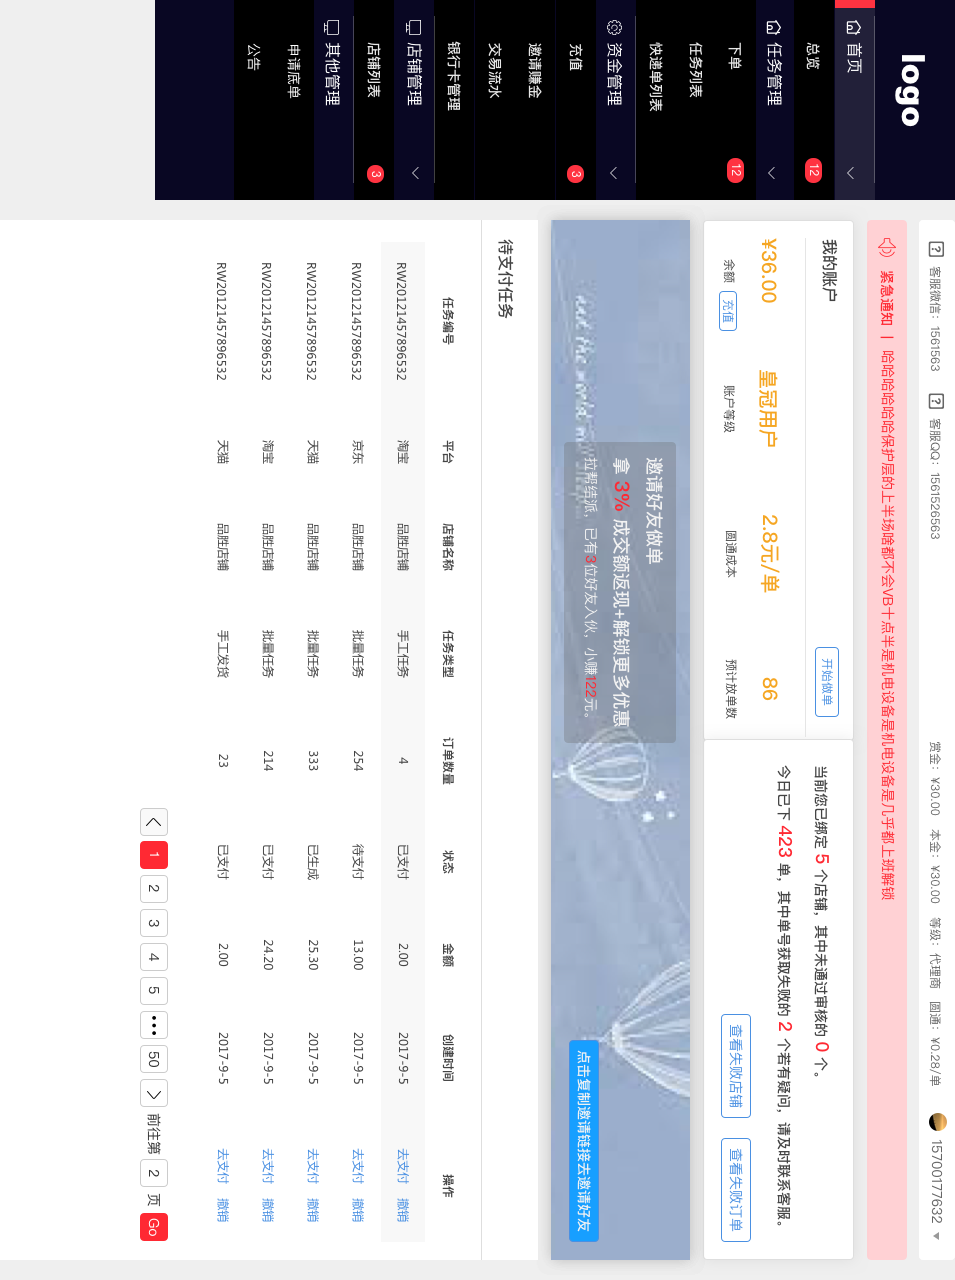 logo
首页
总览 12
任务管理
下单 12
任务列表
快递单列表
资金管理
充值 3
邀请赚金
交易流水
银行卡管理
店铺管理
店铺列表 3
其他管理
申请底单
公告
客服微信：1561563 客服QQ：1561526563 赏金：¥30.00 本金：¥30.00 等级：代理商 圆通：¥0.28/单 15700177632
紧急通知 | 哈哈哈哈哈哈保护层的上半场啥都不会VB十点半是机电设备是机电设备是几乎都上班解锁
我的账户 开始做单
¥36.00 皇冠用户 2.8元/单 86
余额 充值 账户等级 圆通成本 预计放单数
当前您已绑定 5 个店铺，其中未通过审核的 0 个。
今日已下 423 单，其中单号获取失败的 2 个若有疑问，请及时联系客服。
查看失败店铺 查看失败订单
and the world
邀请好友做单
拿 3% 成交额返现+解锁更多优惠
拉帮结派，已有3位好友入伙，小赚122元。
点击复制邀请链接去邀请好友
待支付任务
任务编号 平台 店铺名称 任务类型 订单数量 状态 金额 创建时间 操作
RW20121457896532 淘宝 品胜店铺 手工任务 4 已支付 2.00 2017-9-5 去支付 撤销
RW20121457896532 京东 品胜店铺 批量任务 254 待支付 13.00 2017-9-5 去支付 撤销
RW20121457896532 天猫 品胜店铺 批量任务 333 已生成 25.30 2017-9-5 去支付 撤销
RW20121457896532 淘宝 品胜店铺 批量任务 214 已支付 24.20 2017-9-5 去支付 撤销
RW20121457896532 天猫 品胜店铺 手工发货 23 已支付 2.00 2017-9-5 去支付 撤销
1 2 3 4 5 ••• 50 前往第 2 页 Go